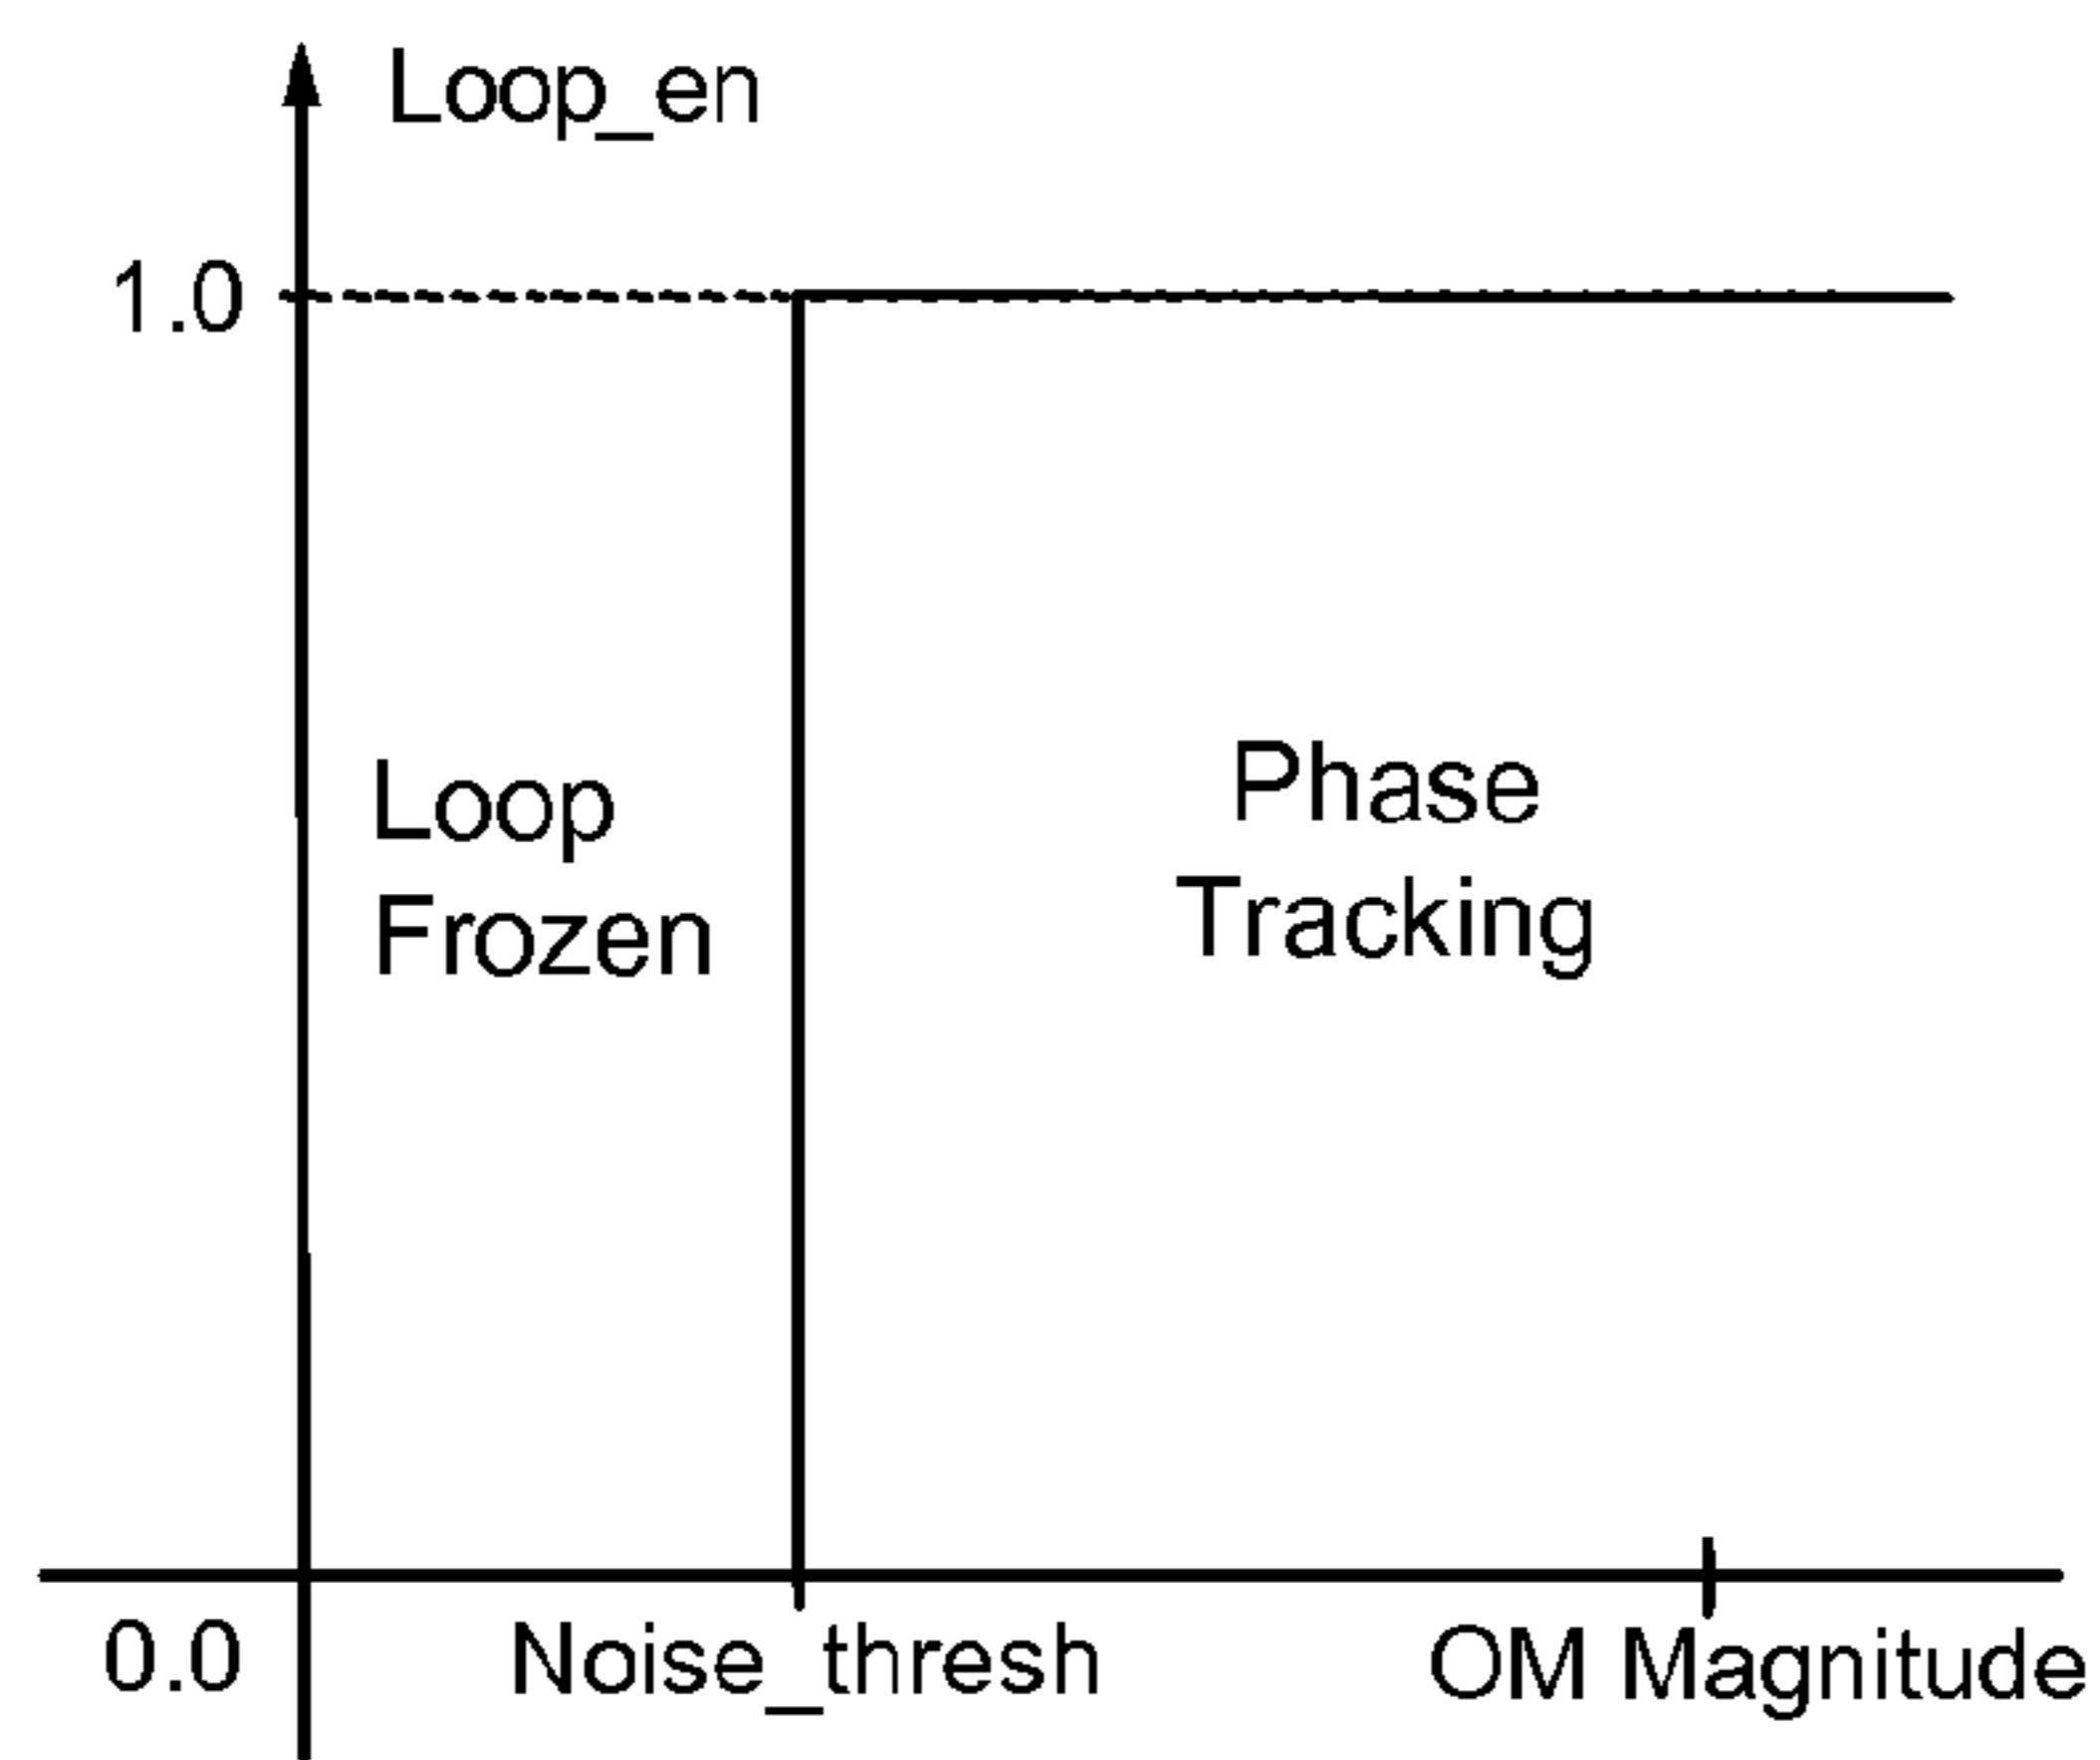 Loop_en
1.0
Loop
Frozen
Phase
Tracking
0.0
Noise_thresh
OM Magnitude